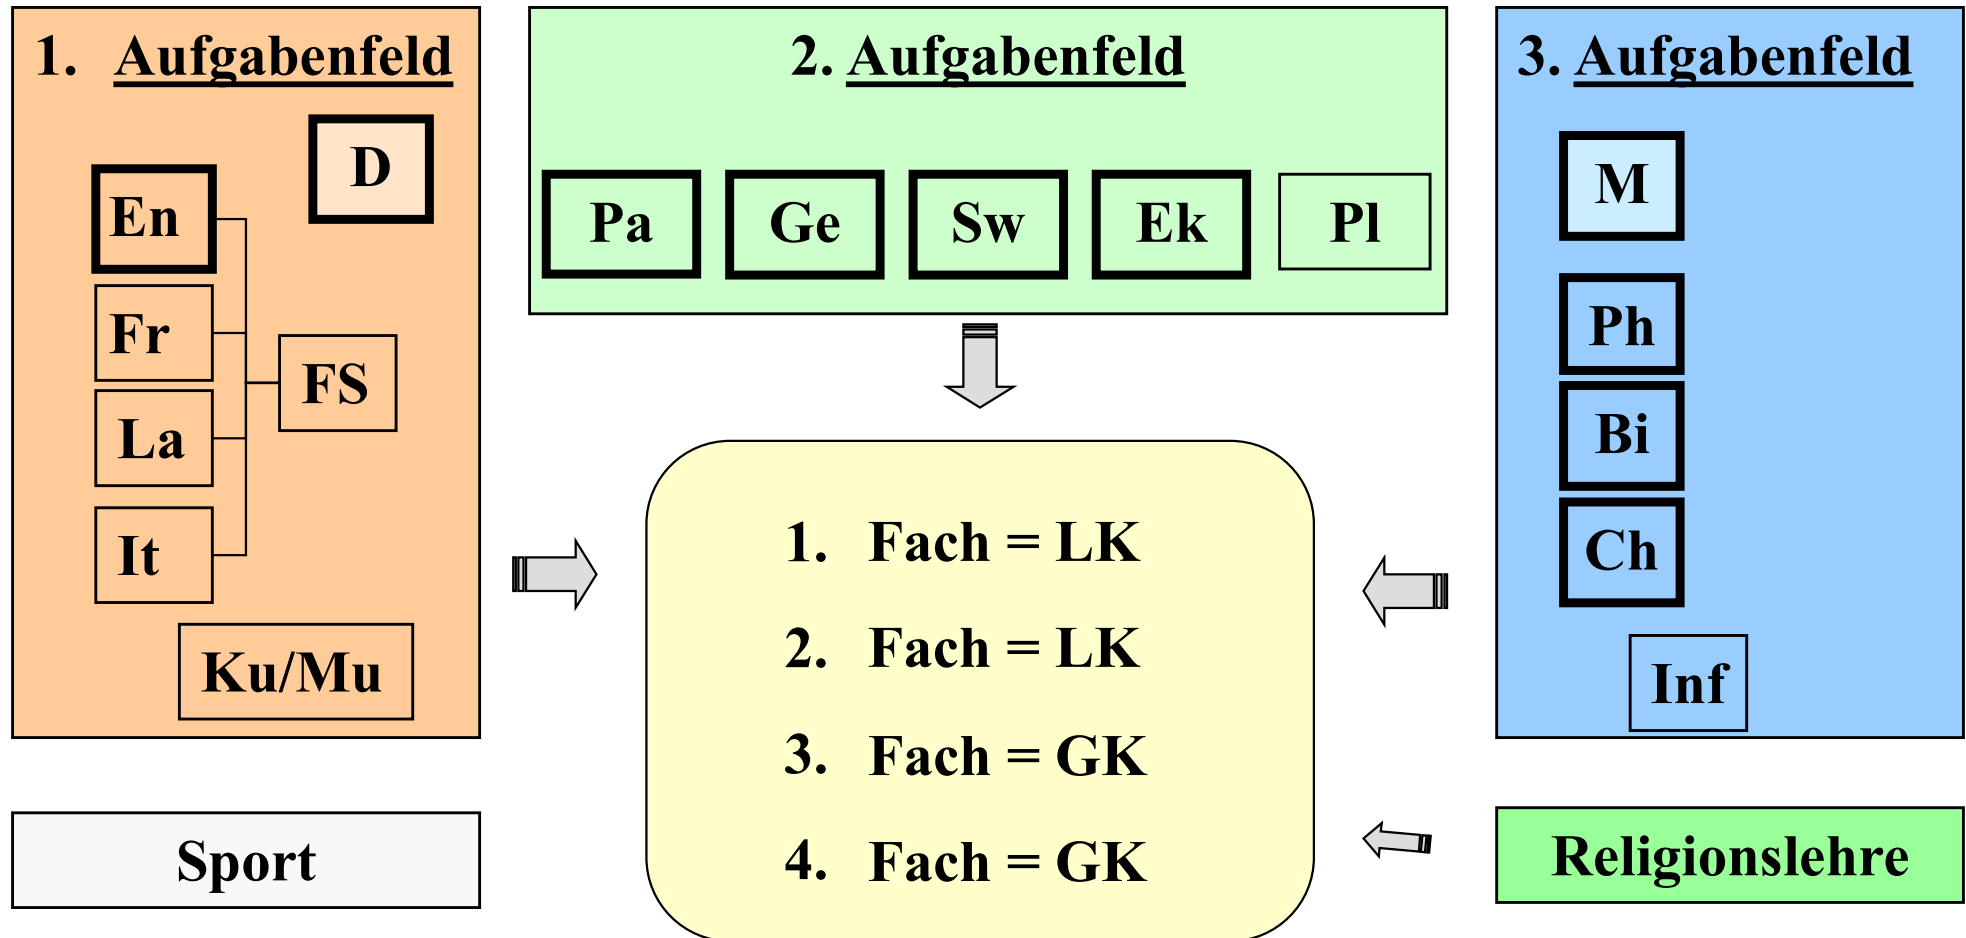 1. Aufgabenfeld
D
En
Fr
FS
La
It
Ku/Mu
2. Aufgabenfeld
Pa
Ge
Sw
Ek
Pl
3. Aufgabenfeld
M
Ph
Bi
Ch
Inf
1. Fach = LK
2. Fach = LK
3. Fach = GK
4. Fach = GK
Sport
Religionslehre